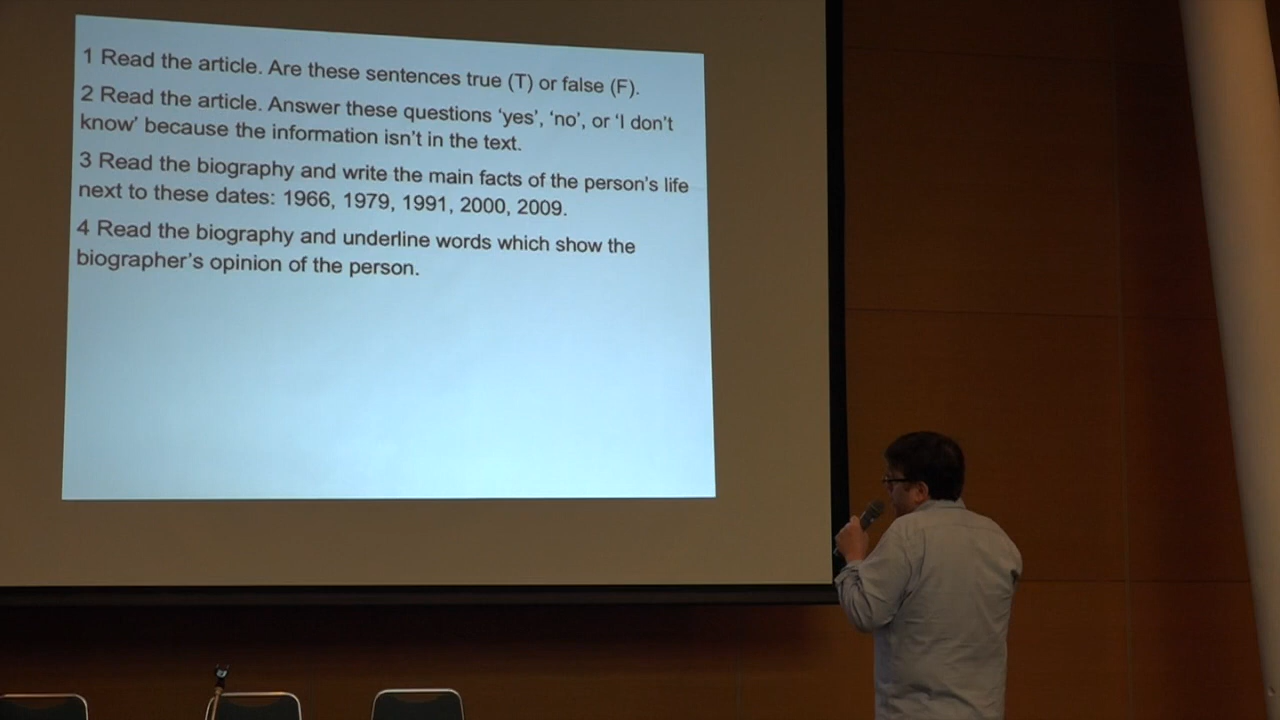 1 Read the article. Are these sentences true (T) or false (F).
2 Read the article. Answer these questions ‘yes’, ‘no’, or ‘I don’t
know’ because the information isn’t in the text.
3 Read the biography and write the main facts of the person’s life
next to these dates: 1966, 1979, 1991, 2000, 2009.
4 Read the biography and underline words which show the
biographer’s opinion of the person.